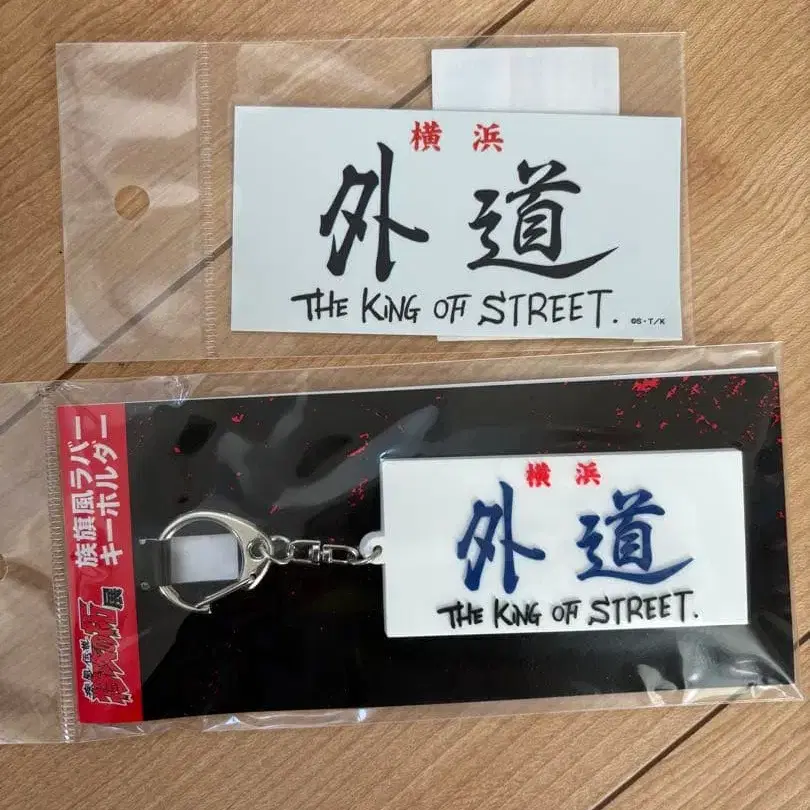 横浜
外道
THE KING OF STREET.
©S・T/K
族旗風ラバー
キーホルダー
展
横浜
外道
THE KING OF STREET.